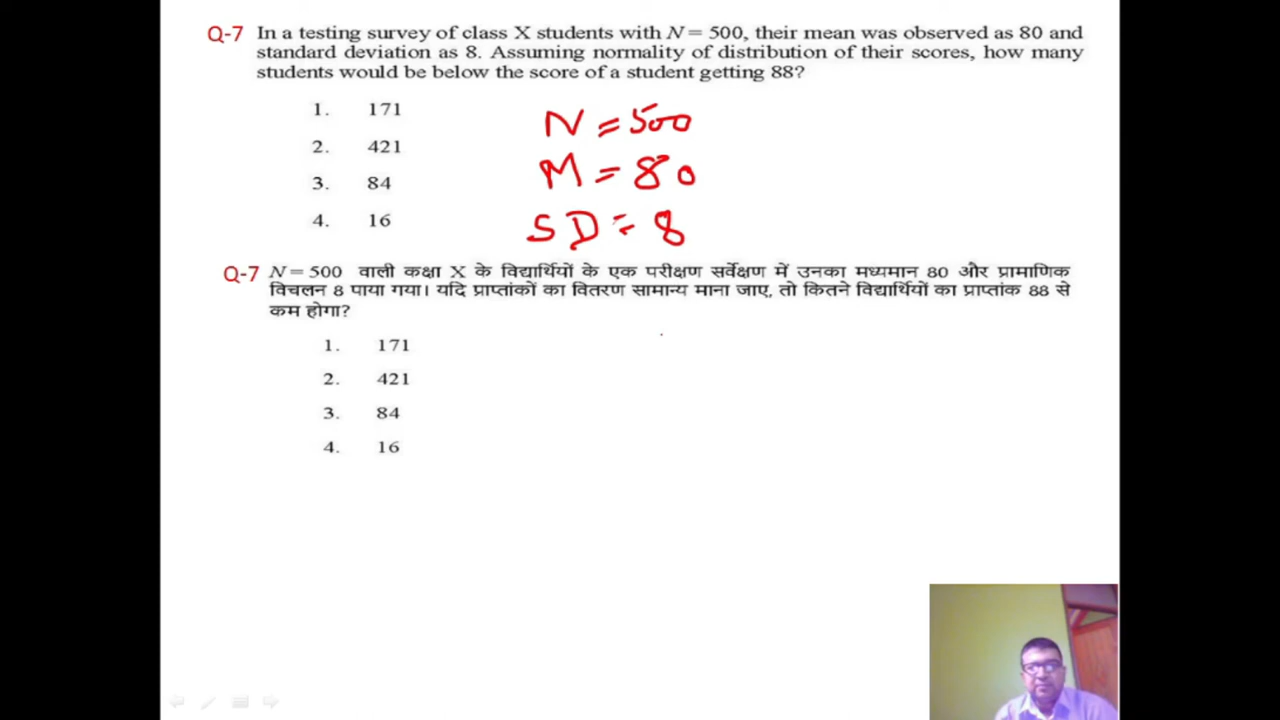 Q-7 In a testing survey of class X students with N = 500, their mean was observed as 80 and
standard deviation as 8. Assuming normality of distribution of their scores, how many
students would be below the score of a student getting 88?
1. 171
2. 421
3. 84
4. 16
N = 500
M = 80
SD = 8
Q-7 N = 500 वाली कक्षा X के विद्यार्थियों के एक परीक्षण सर्वेक्षण में उनका मध्यमान 80 और प्रामाणिक
विचलन 8 पाया गया। यदि प्राप्तांकों का वितरण सामान्य माना जाए, तो कितने विद्यार्थियों का प्राप्तांक 88 से
कम होगा?
1. 171
2. 421
3. 84
4. 16